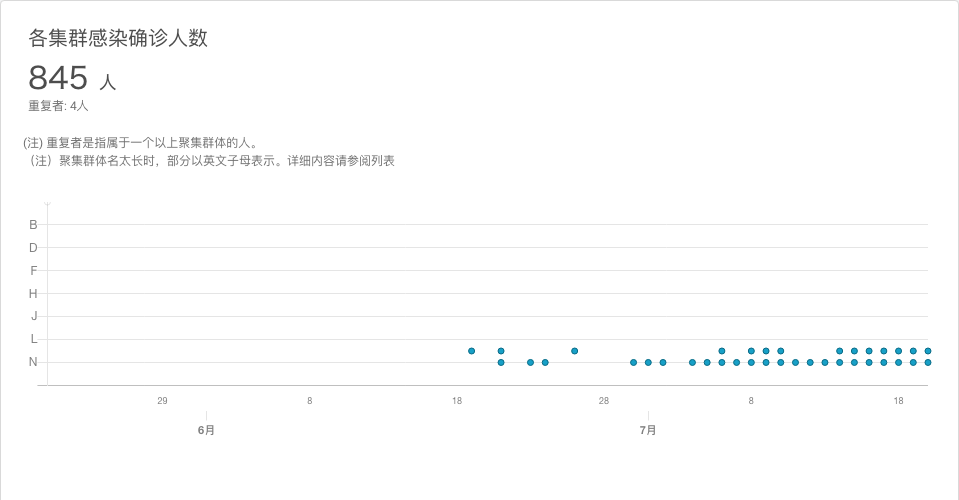 各集群感染确诊人数
845 人
重复者: 4人
(注) 重复者是指属于一个以上聚集群体的人。
（注）聚集群体名太长时，部分以英文子母表示。详细内容请参阅列表
B
D
F
H
J
L
N
29 8 18 28 8 18
6月 7月